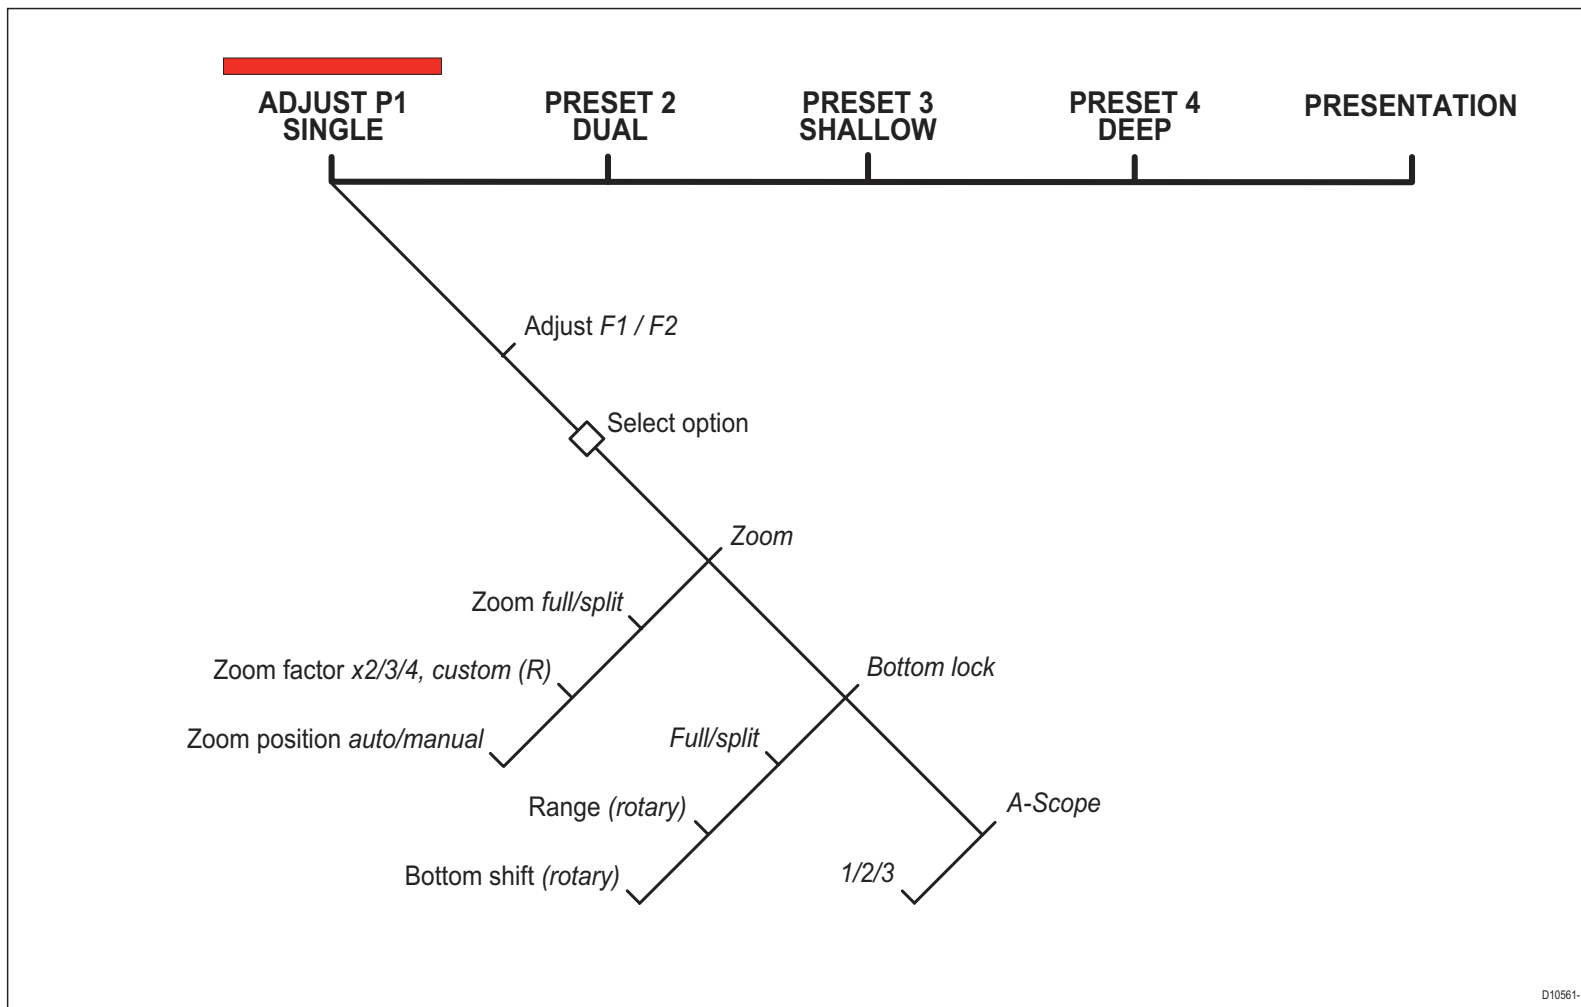 ADJUST P1
SINGLE
PRESET 2
DUAL
PRESET 3
SHALLOW
PRESET 4
DEEP
PRESENTATION
Adjust F1 / F2
Select option
Zoom
Zoom full/split
Zoom factor x2/3/4, custom (R)
Zoom position auto/manual
Bottom lock
Full/split
Range (rotary)
Bottom shift (rotary)
A-Scope
1/2/3
D10561-